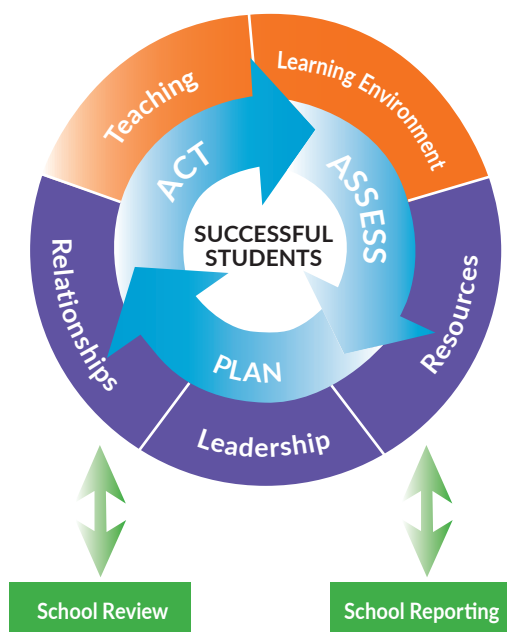 Teaching
Learning Environment
ACT
ASSESS
SUCCESSFUL
STUDENTS
Relationships
Resources
PLAN
Leadership
School Review
School Reporting